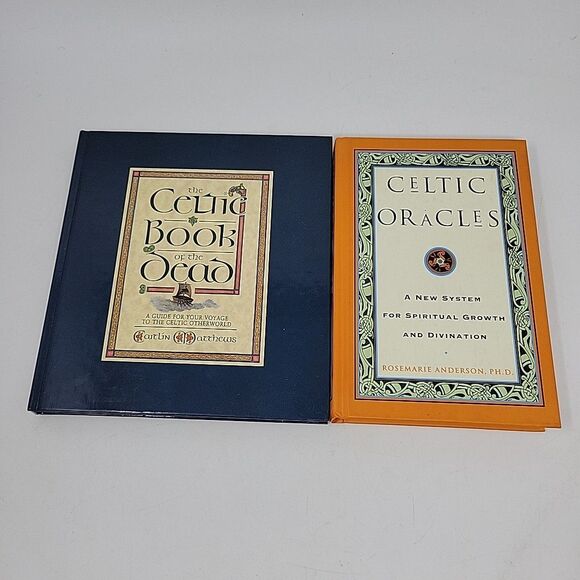 the
Celtic
Book
of the
Dead
A GUIDE FOR YOUR VOYAGE
TO THE CELTIC OTHERWORLD
Caitlín Matthews
CELTIC
ORACLES
A NEW SYSTEM
FOR SPIRITUAL GROWTH
AND DIVINATION
ROSEMARIE ANDERSON, PH.D.